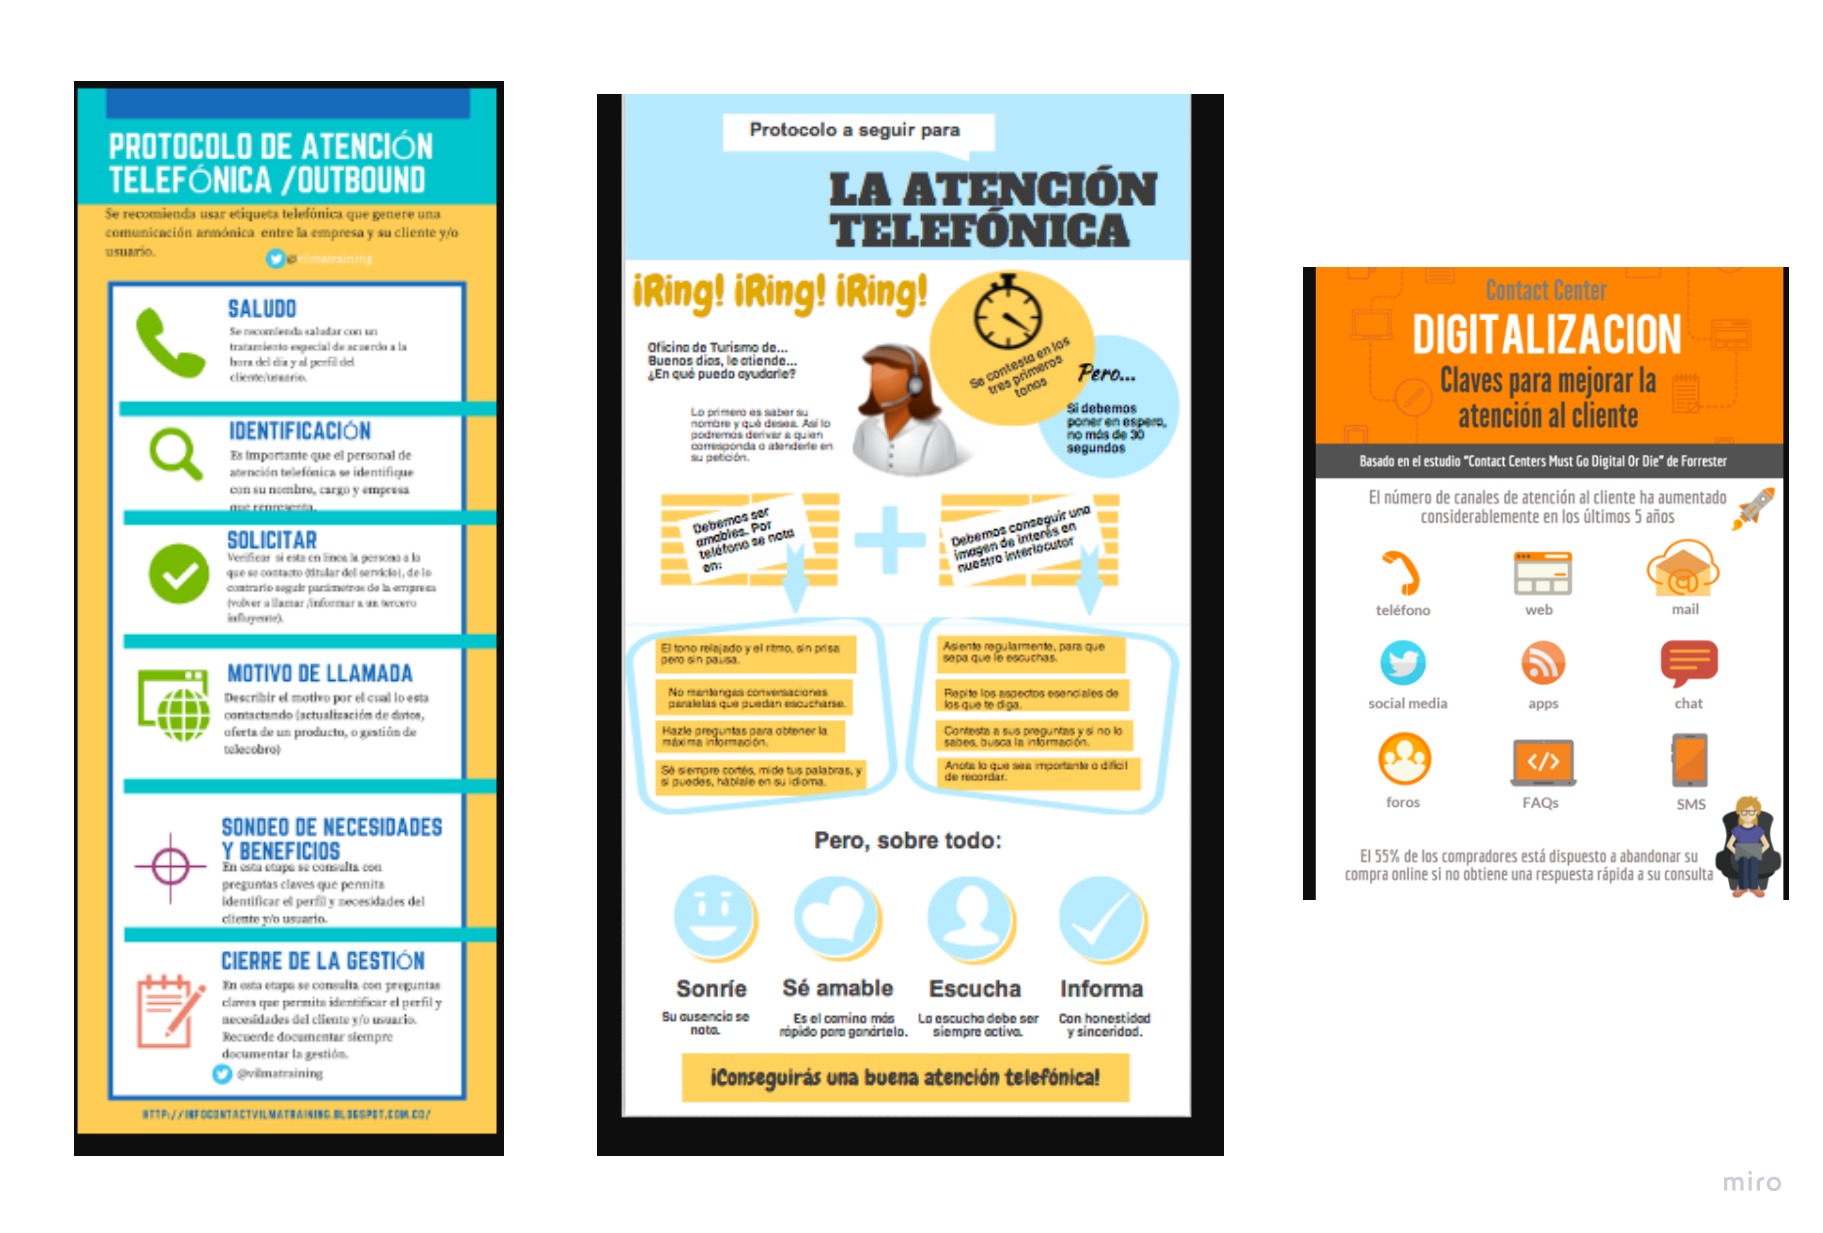 PROTOCOLO DE ATENCIÓN
TELEFÓNICA /OUTBOUND
Se recomienda usar etiqueta telefónica que genere una
comunicación armónica entre la empresa y su cliente y/o
usuario.
@vilmatraining
SALUDO
Se recomienda saludar con un
tratamiento especial de acuerdo a la
hora del día y al perfil del
cliente/usuario.
IDENTIFICACIÓN
Es importante que el personal de
atención telefónica se identifique
con su nombre, cargo y empresa
que representa.
SOLICITAR
Verificar si esta en linea la persona a la
que se contacto (titular del servicio), de lo
contrario seguir parámetros de la empresa
(volver a llamar /informar a un tercero
influyente).
MOTIVO DE LLAMADA
Describir el motivo por el cual lo esta
contactando (actualización de datos,
oferta de un producto, o gestión de
telecobro)
SONDEO DE NECESIDADES
Y BENEFICIOS
En esta etapa se consulta con
preguntas claves que permita
identificar el perfil y necesidades del
cliente y/o usuario.
CIERRE DE LA GESTIÓN
En esta etapa se consulta con preguntas
claves que permita identificar el perfil y
necesidades del cliente y/o usuario.
Recuerde documentar siempre
documentar la gestión.
@vilmatraining
HTTP://INFOCONTACTVILMATRAINING.BLOGSPOT.COM.CO/
Protocolo a seguir para
LA ATENCIÓN
TELEFÓNICA
¡Ring! ¡Ring! ¡Ring!
Oficina de Turismo de...
Buenos días, le atiende...
¿En qué puedo ayudarle?
Lo primero es saber su
nombre y qué desea. Así lo
podremos derivar a quien
corresponda o atenderle en
su petición.
Se contesta en los
tres primeros
tonos
Pero...
Si debemos
poner en espera,
no más de 30
segundos
Debemos ser
amables. Por
teléfono se nota
en:
Debemos conseguir una
imagen de interés en
nuestro interlocutor
El tono relajado y el ritmo, sin prisa
pero sin pausa.
No mantengas conversaciones
paralelas que puedan escucharse.
Hazle preguntas para obtener la
máxima información.
Sé siempre cortés, mide tus palabras, y
si puedes, háblale en su idioma.
Asiente regularmente, para que
sepa que le escuchas.
Repite los aspectos esenciales de
los que te diga.
Contesta a sus preguntas y si no lo
sabes, busca la información.
Anota lo que sea importante o difícil
de recordar.
Pero, sobre todo:
Sonríe
Su ausencia se
nota.
Sé amable
Es el camino más
rápido para ganártelo.
Escucha
La escucha debe ser
siempre activa.
Informa
Con honestidad
y sinceridad.
¡Conseguirás una buena atención telefónica!
Contact Center
DIGITALIZACION
Claves para mejorar la
atención al cliente
Basado en el estudio "Contact Centers Must Go Digital Or Die" de Forrester
El número de canales de atención al cliente ha aumentado
considerablemente en los últimos 5 años
teléfono
web
mail
social media
apps
chat
foros
FAQs
SMS
El 55% de los compradores está dispuesto a abandonar su
compra online si no obtiene una respuesta rápida a su consulta
miro